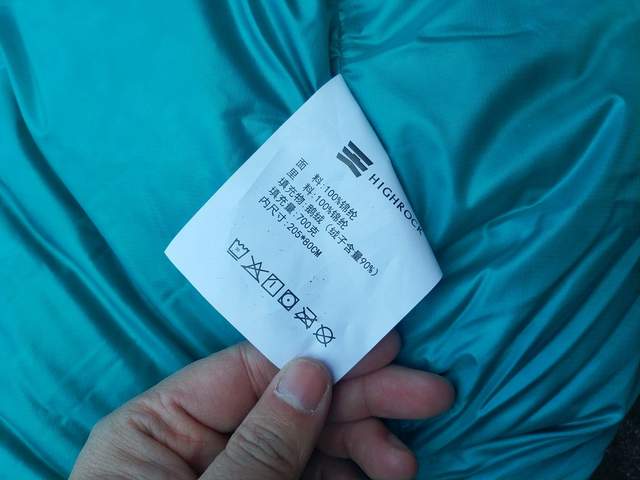 HIGHROCK
面 料:100%锦纶
里 料:100%锦纶
填充物:鹅绒(绒子含量90%)
填充量:700克
内尺寸:205*80CM